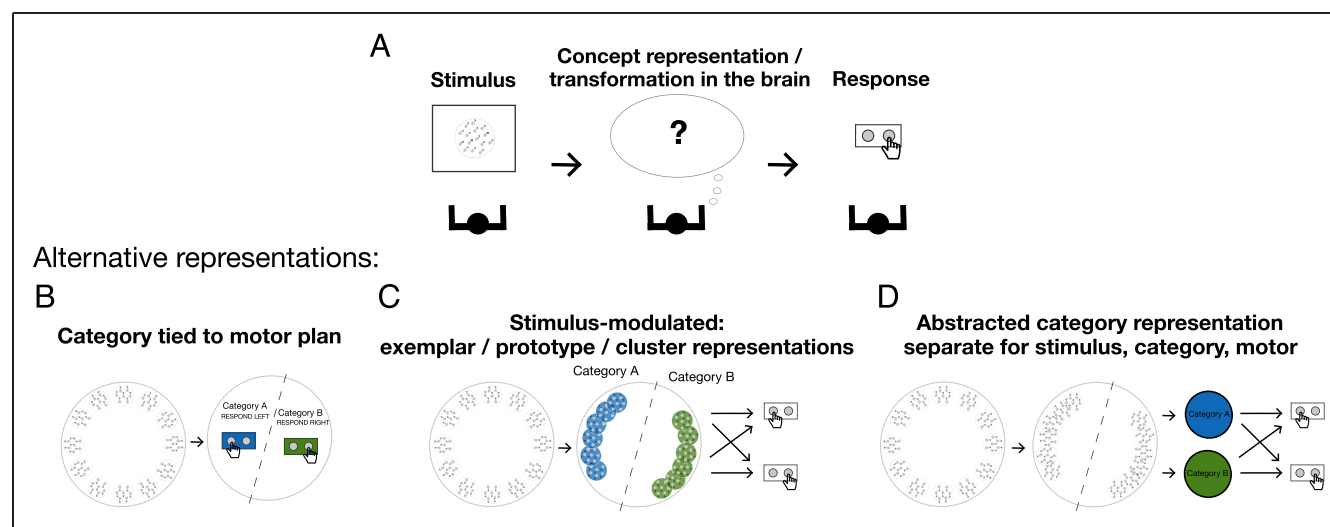 A
Stimulus
Concept representation /
transformation in the brain
Response
?
Alternative representations:
B
Category tied to motor plan
Category A
RESPOND LEFT
/Category B
RESPOND RIGHT
C
Stimulus-modulated:
exemplar / prototype / cluster representations
Category A
Category B
D
Abstracted category representation
separate for stimulus, category, motor
Category A
Category B